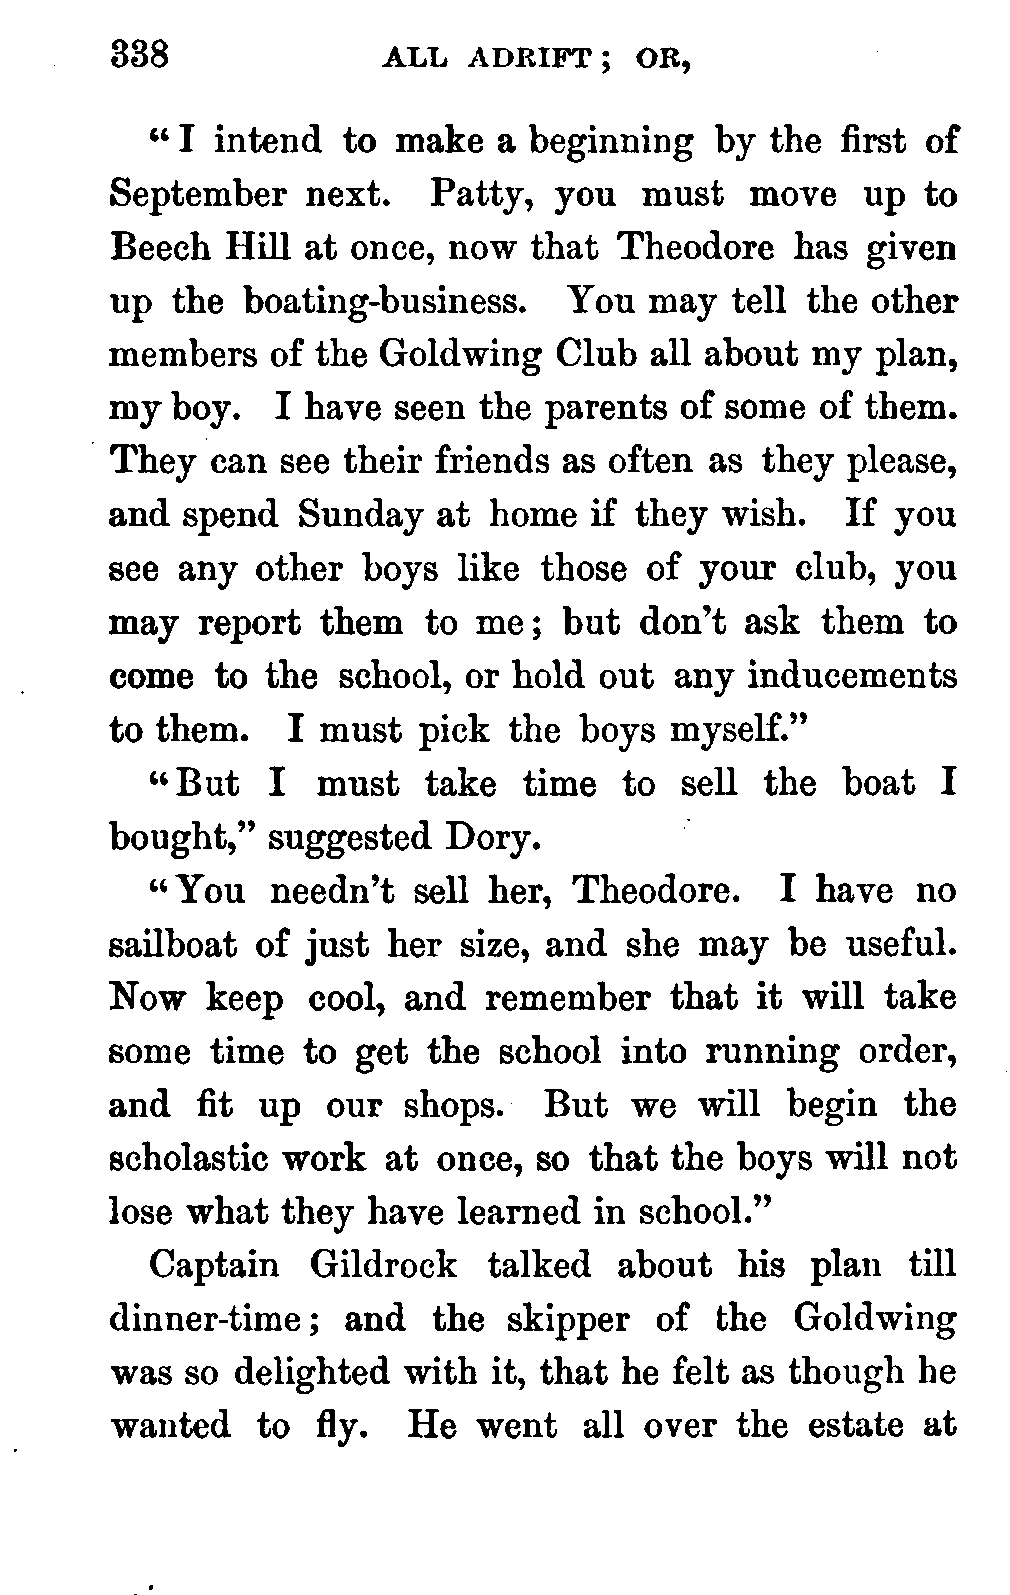 338 ALL ADRIFT; OR,
"I intend to make a beginning by the first of
September next. Patty, you must move up to
Beech Hill at once, now that Theodore has given
up the boating-business. You may tell the other
members of the Goldwing Club all about my plan,
my boy. I have seen the parents of some of them.
They can see their friends as often as they please,
and spend Sunday at home if they wish. If you
see any other boys like those of your club, you
may report them to me; but don't ask them to
come to the school, or hold out any inducements
to them. I must pick the boys myself."
"But I must take time to sell the boat I
bought," suggested Dory.
"You needn't sell her, Theodore. I have no
sailboat of just her size, and she may be useful.
Now keep cool, and remember that it will take
some time to get the school into running order,
and fit up our shops. But we will begin the
scholastic work at once, so that the boys will not
lose what they have learned in school."
Captain Gildrock talked about his plan till
dinner-time; and the skipper of the Goldwing
was so delighted with it, that he felt as though he
wanted to fly. He went all over the estate at